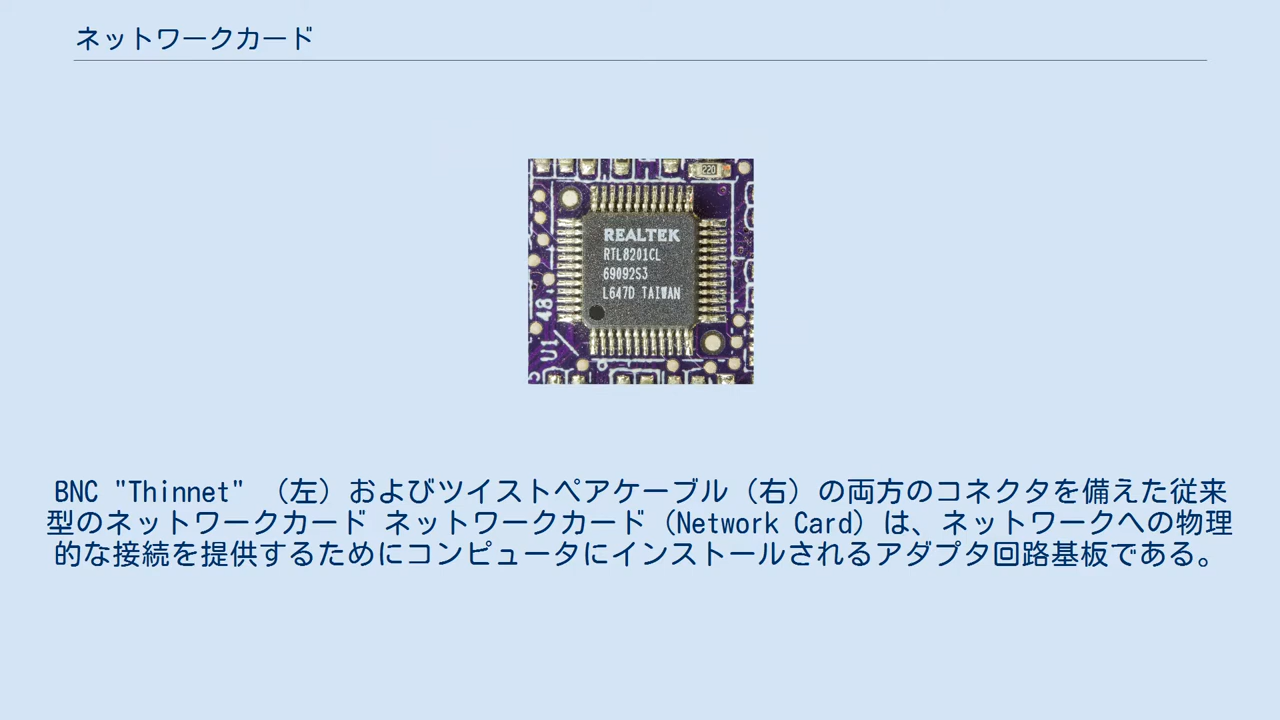 ネットワークカード
220
REALTEK
RTL8201CL
69092S3
L647D TAIWAN
48
U1
BNC "Thinnet" （左）およびツイストペアケーブル（右）の両方のコネクタを備えた従来
型のネットワークカード ネットワークカード（Network Card）は、ネットワークへの物理
的な接続を提供するためにコンピュータにインストールされるアダプタ回路基板である。